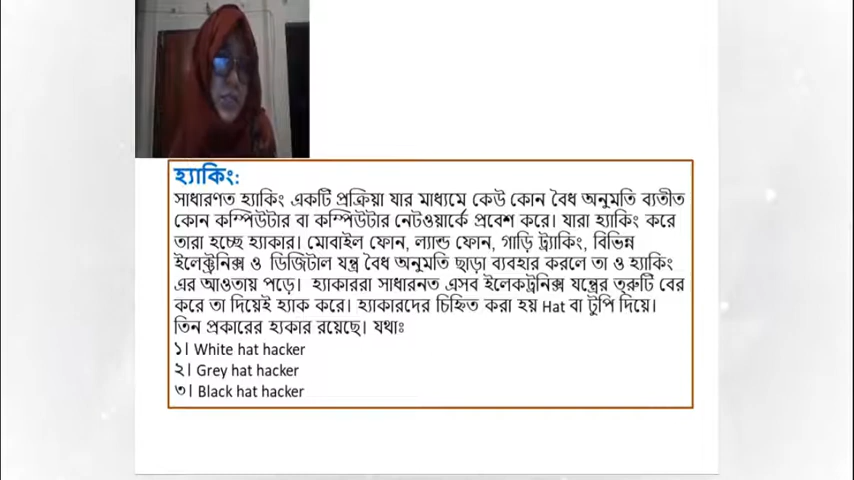 হ্যাকিং:
সাধারণত হ্যাকিং একটি প্রক্রিয়া যার মাধ্যমে কেউ কোন বৈধ অনুমতি ব্যতীত
কোন কম্পিউটার বা কম্পিউটার নেটওয়ার্কে প্রবেশ করে। যারা হ্যাকিং করে
তারা হচ্ছে হ্যাকার। মোবাইল ফোন, ল্যান্ড ফোন, গাড়ি ট্র্যাকিং, বিভিন্ন
ইলেক্ট্রনিক্স ও ডিজিটাল যন্ত্র বৈধ অনুমতি ছাড়া ব্যবহার করলে তা ও হ্যাকিং
এর আওতায় পড়ে। হ্যাকাররা সাধারনত এসব ইলেকট্রনিক্স যন্ত্রের ত্রুটি বের
করে তা দিয়েই হ্যাক করে। হ্যাকারদের চিহ্নিত করা হয় Hat বা টুপি দিয়ে।
তিন প্রকারের হ্যকার রয়েছে। যথাঃ
১। White hat hacker
২। Grey hat hacker
৩। Black hat hacker